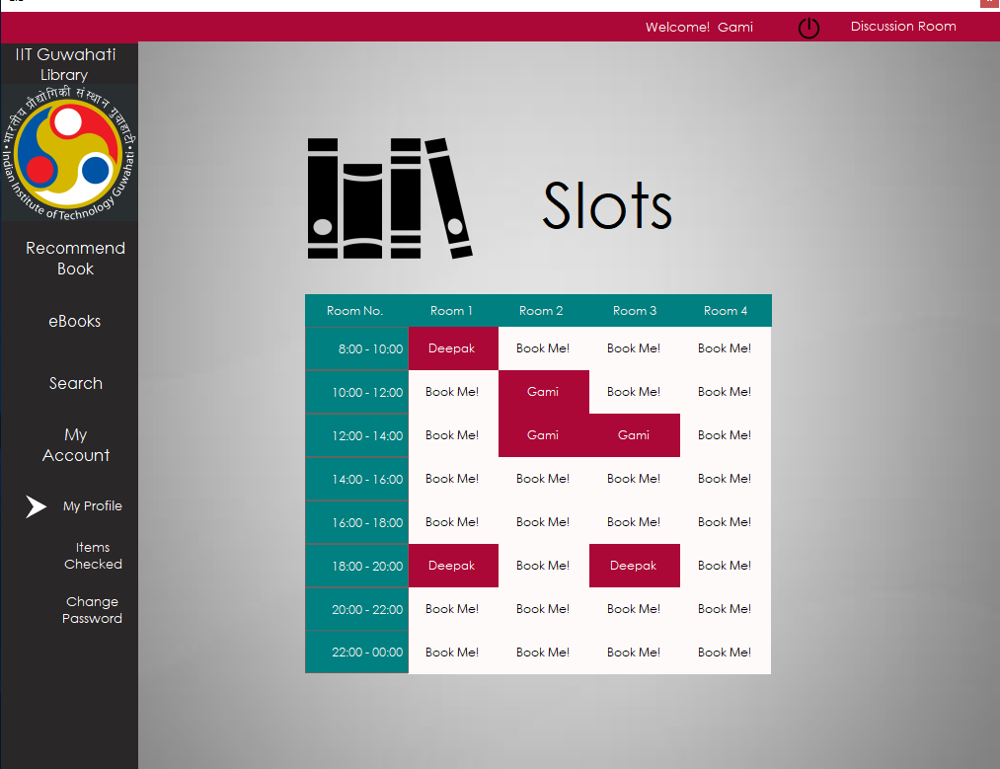 Welcome! Gami
Discussion Room
IIT Guwahati
Library
भारतीय प्रौद्योगिकी संस्थान गुवाहाटी
Indian Institute of Technology Guwahati
Recommend
Book
eBooks
Search
My
Account
My Profile
Items
Checked
Change
Password
Slots
Room No. Room 1 Room 2 Room 3 Room 4
8:00 - 10:00 Deepak Book Me! Book Me! Book Me!
10:00 - 12:00 Book Me! Gami Book Me! Book Me!
12:00 - 14:00 Book Me! Gami Gami Book Me!
14:00 - 16:00 Book Me! Book Me! Book Me! Book Me!
16:00 - 18:00 Book Me! Book Me! Book Me! Book Me!
18:00 - 20:00 Deepak Book Me! Deepak Book Me!
20:00 - 22:00 Book Me! Book Me! Book Me! Book Me!
22:00 - 00:00 Book Me! Book Me! Book Me! Book Me!